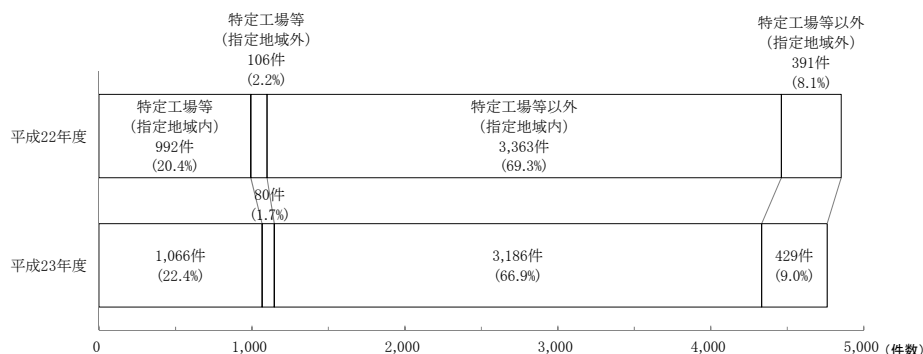 特定工場等
(指定地域外)
106件
(2.2%)
特定工場等以外
(指定地域外)
391件
(8.1%)
平成22年度
特定工場等
(指定地域内)
992件
(20.4%)
特定工場等以外
(指定地域内)
3,363件
(69.3%)
80件
(1.7%)
平成23年度
1,066件
(22.4%)
3,186件
(66.9%)
429件
(9.0%)
0 1,000 2,000 3,000 4,000 5,000 (件数)